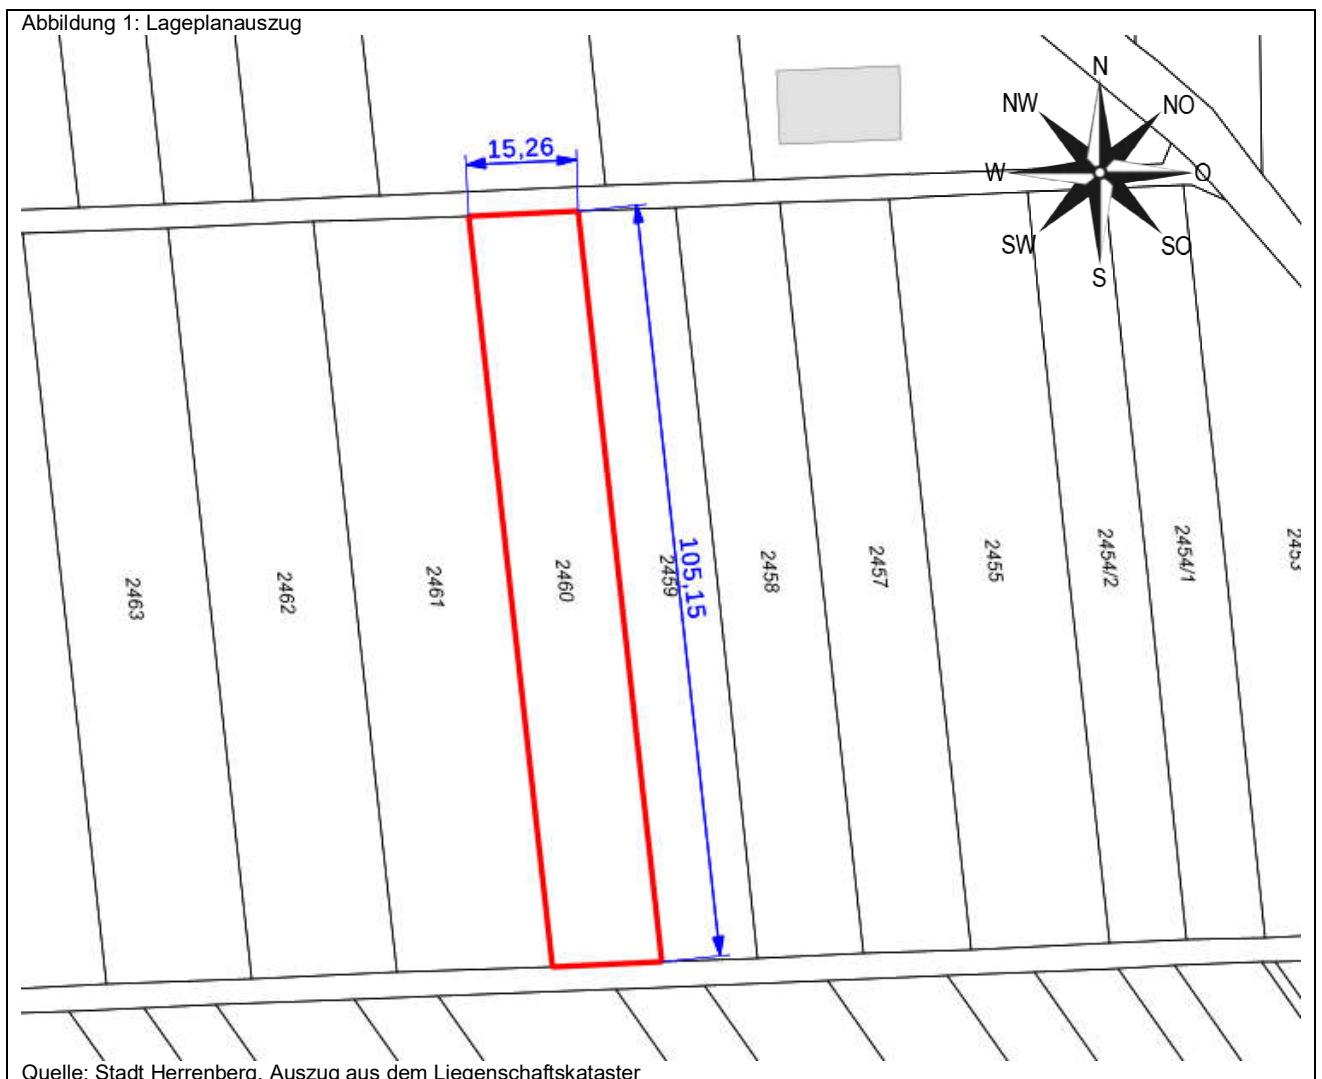 Abbildung 1: Lageplanauszug
N
NW
NO
W
O
SW
SO
S
15,26
105,15
2463
2462
2461
2460
2459
2458
2457
2455
2454/2
2454/1
2453
Quelle: Stadt Herrenberg, Auszug aus dem Liegenschaftskataster